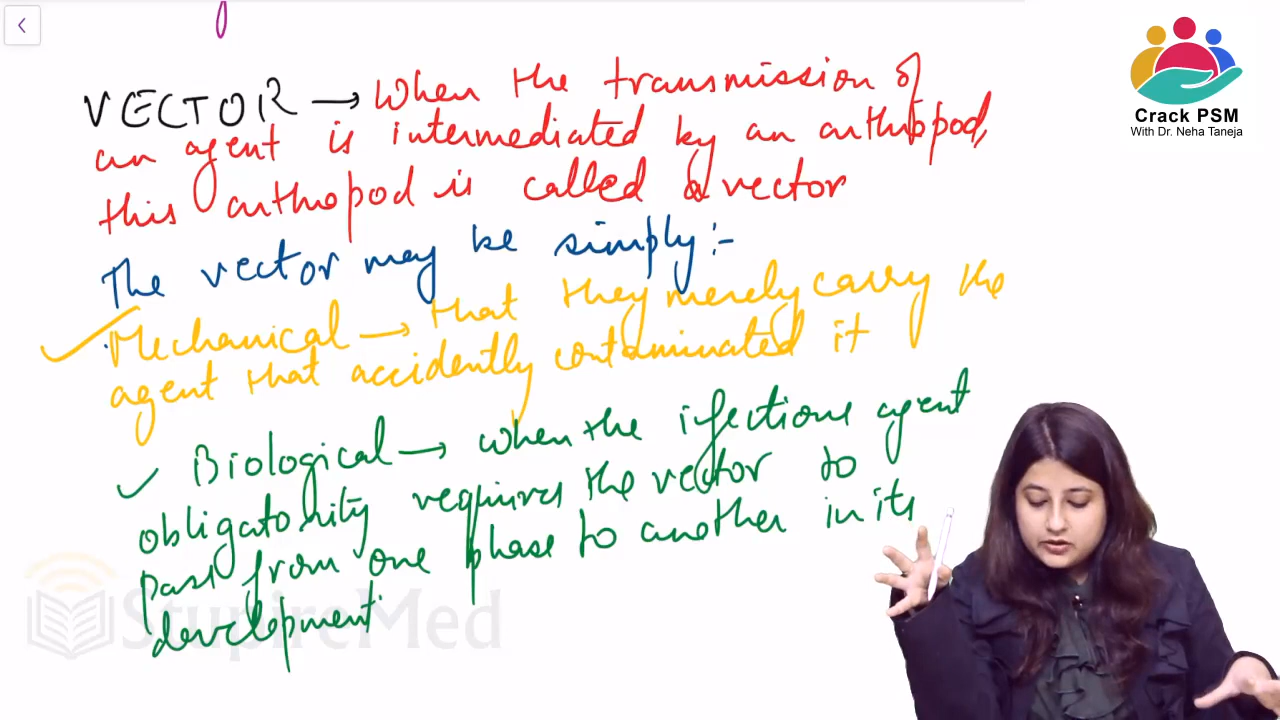 Crack PSM
With Dr. Neha Taneja
VECTOR → When the transmission of
an agent is intermediated by an arthropod,
this arthropod is called a vector
The vector may be simply :-
Mechanical → that they merely carry the
agent that accidently contaminated it
Biological → when the infectious agent
obligatority requires the vector to
pass from one phase to another in its
development
StupireMed